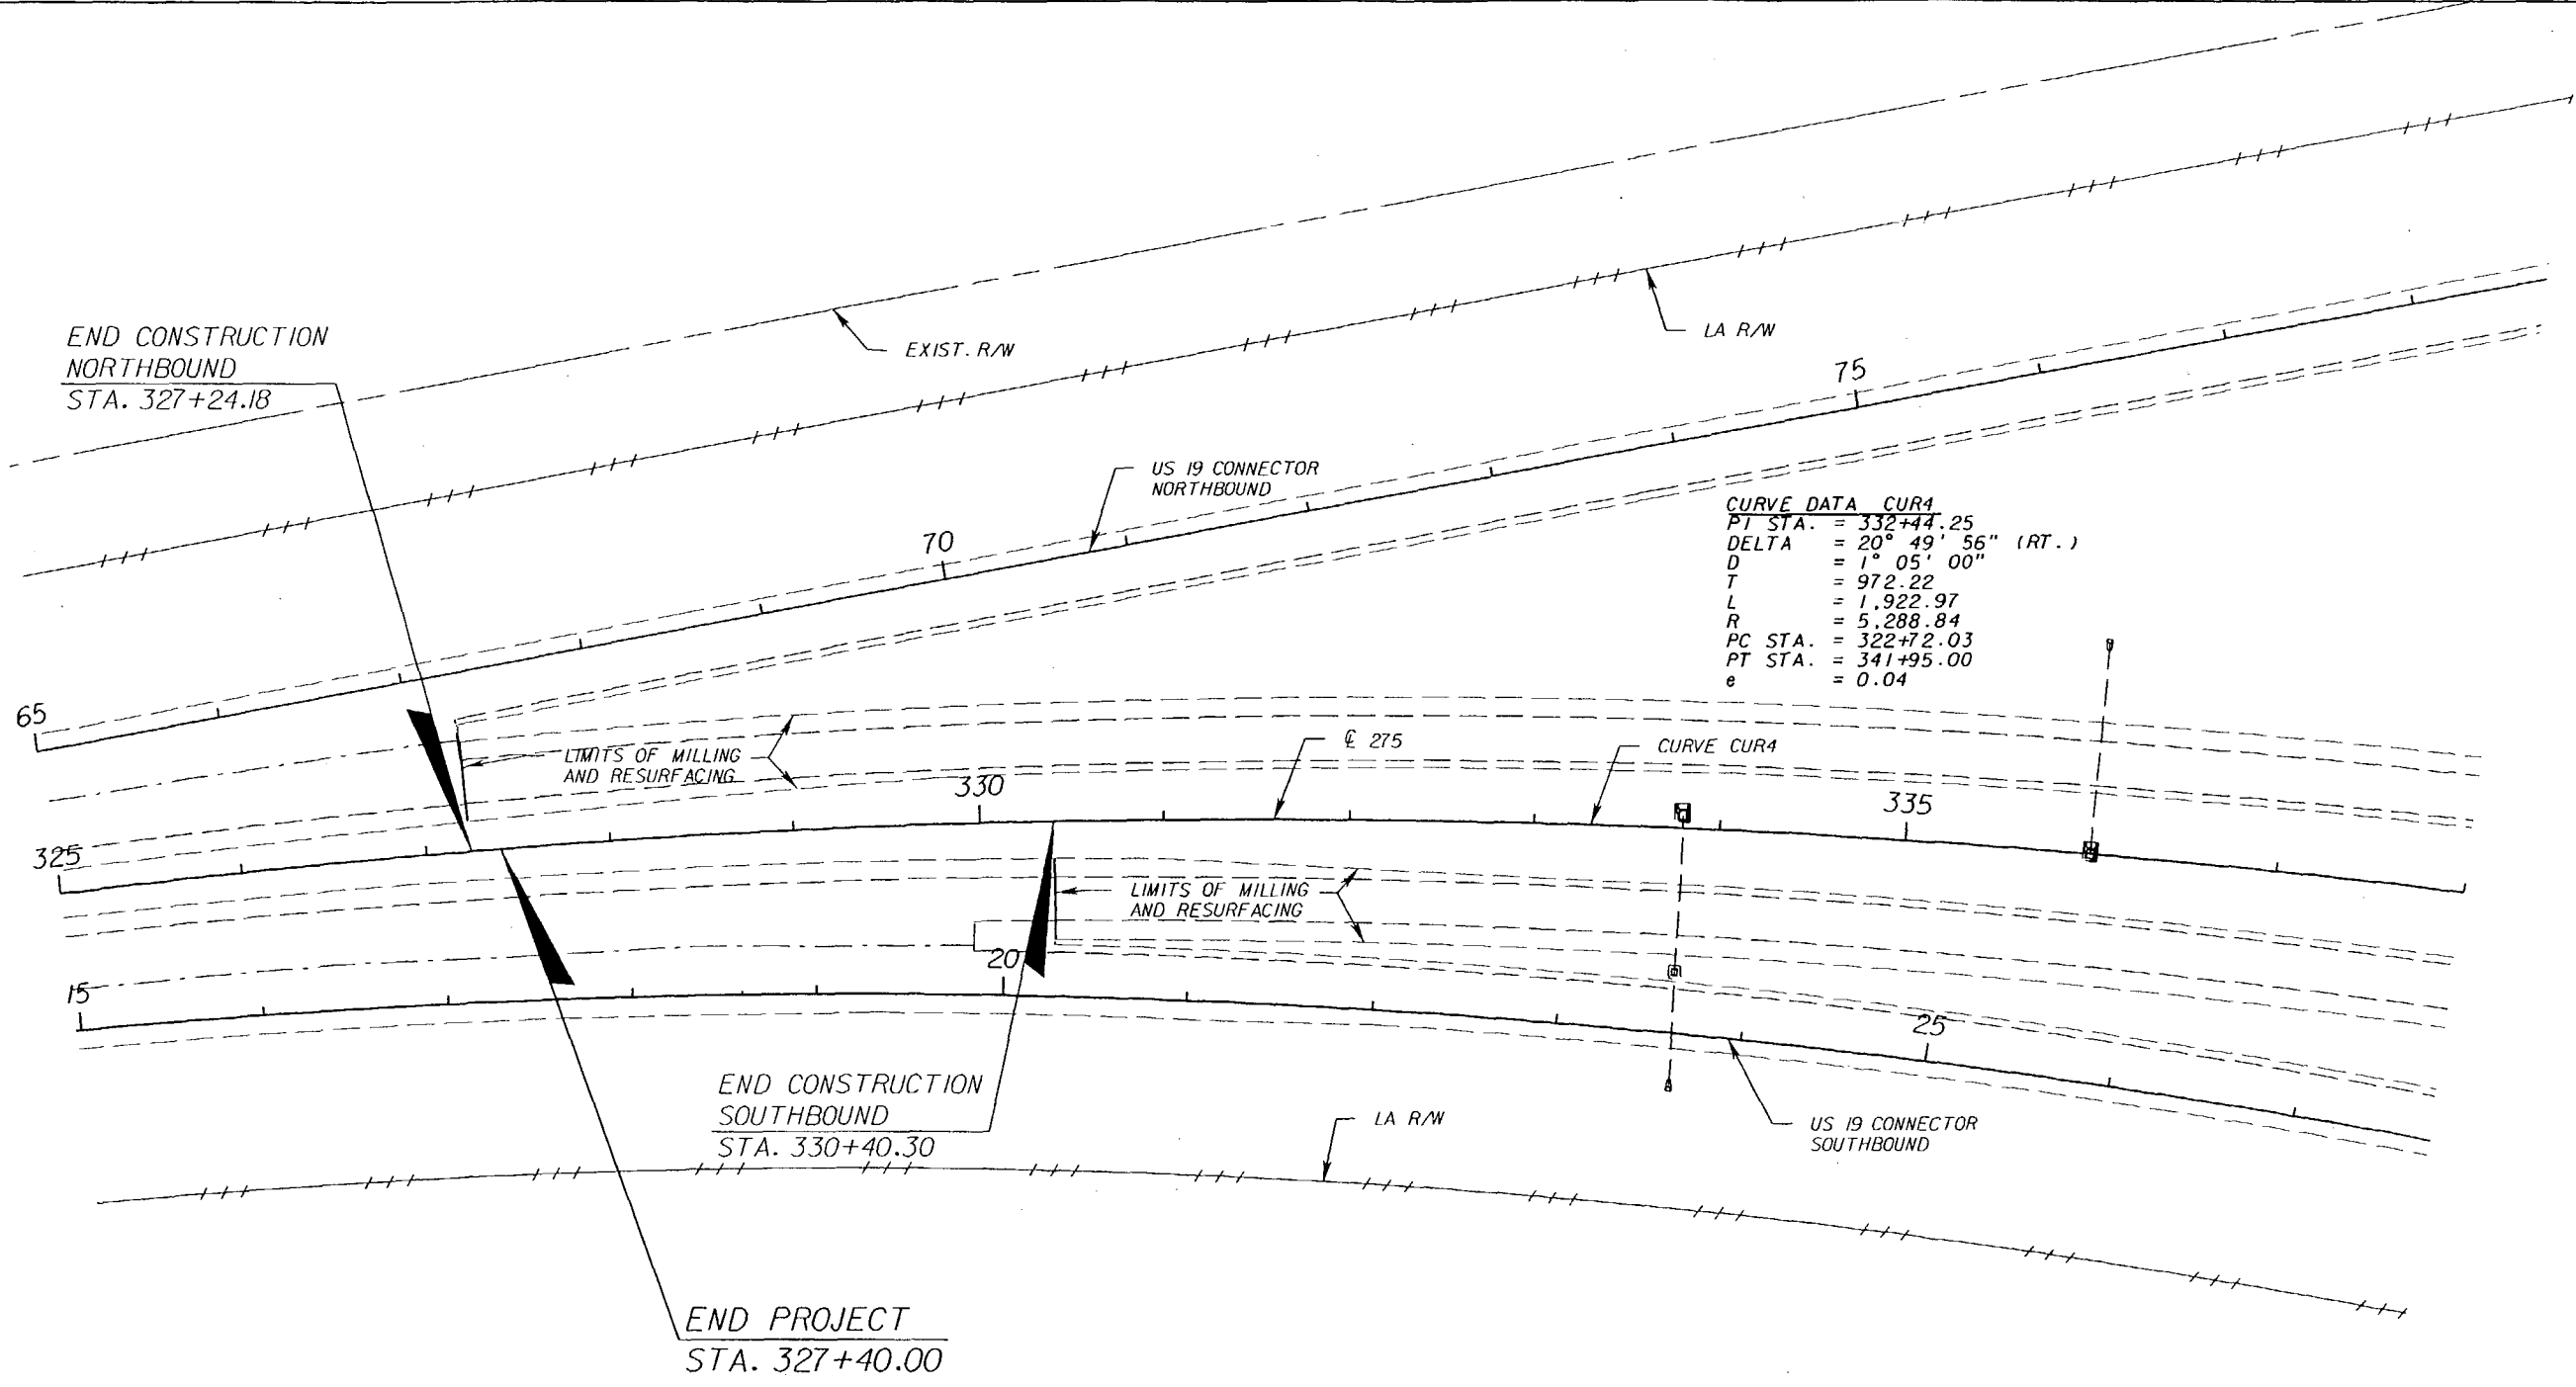 END CONSTRUCTION
NORTHBOUND
STA. 327+24.18
EXIST. R/W
LA R/W
75
US 19 CONNECTOR
NORTHBOUND
70
65
CURVE DATA CUR4
PI STA. = 332+44.25
DELTA = 20° 49' 56" (RT.)
D = 1° 05' 00"
T = 972.22
L = 1,922.97
R = 5,288.84
PC STA. = 322+72.03
PT STA. = 341+95.00
e = 0.04
LIMITS OF MILLING
AND RESURFACING
℄ 275
CURVE CUR4
330
335
325
LIMITS OF MILLING
AND RESURFACING
20
15
25
END CONSTRUCTION
SOUTHBOUND
STA. 330+40.30
LA R/W
US 19 CONNECTOR
SOUTHBOUND
END PROJECT
STA. 327+40.00